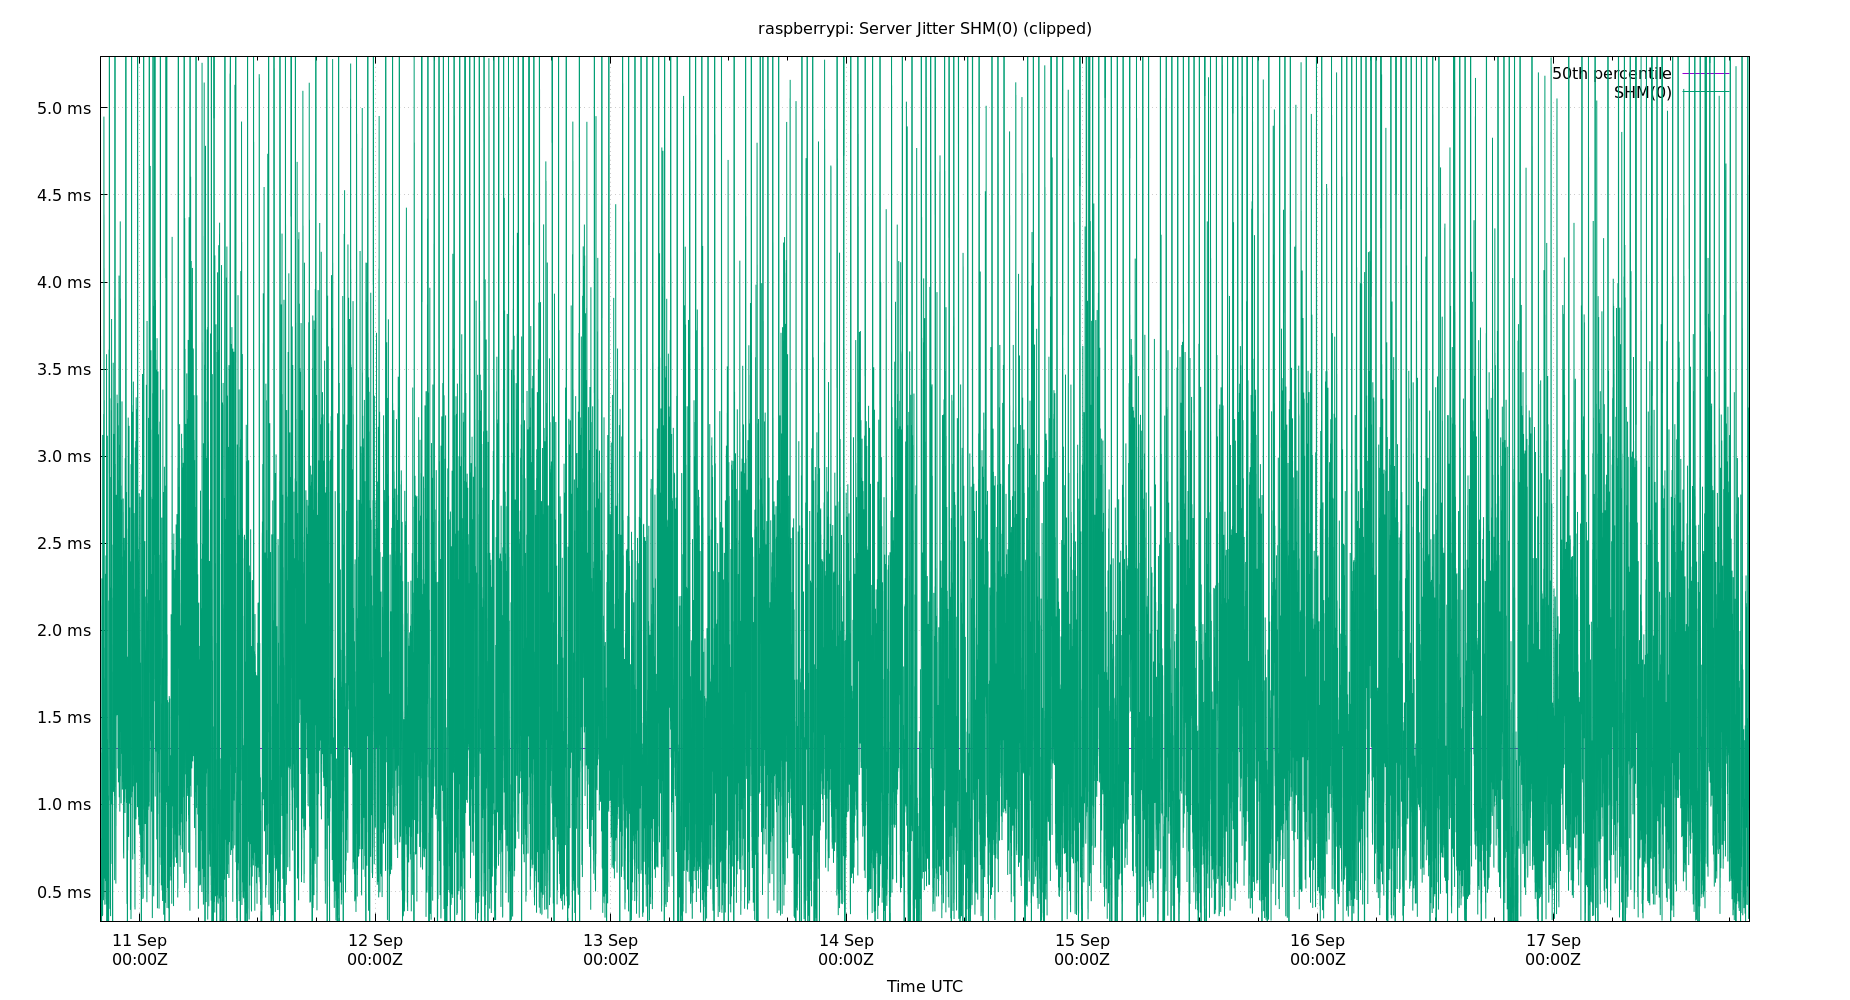 raspberrypi: Server Jitter SHM(0) (clipped)
50th percentile
SHM(0)
5.0 ms
4.5 ms
4.0 ms
3.5 ms
3.0 ms
2.5 ms
2.0 ms
1.5 ms
1.0 ms
0.5 ms
11 Sep 12 Sep 13 Sep 14 Sep 15 Sep 16 Sep 17 Sep
00:00Z 00:00Z 00:00Z 00:00Z 00:00Z 00:00Z 00:00Z
Time UTC